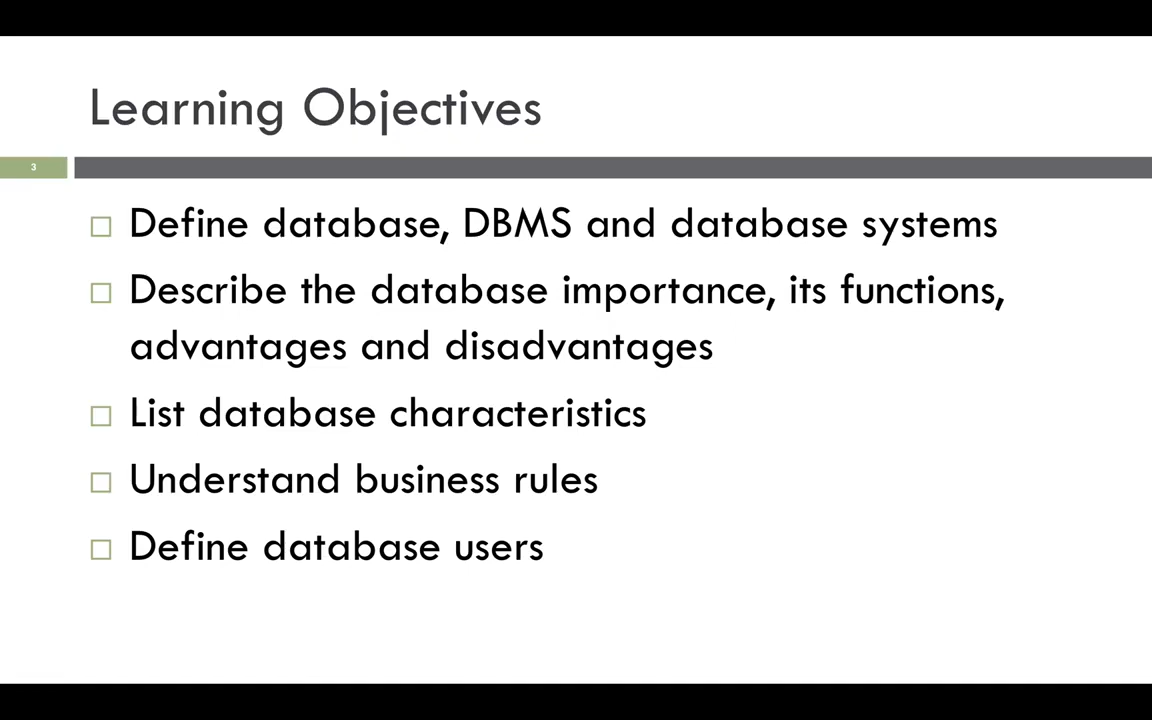 Learning Objectives
3
Define database, DBMS and database systems
Describe the database importance, its functions,
advantages and disadvantages
List database characteristics
Understand business rules
Define database users